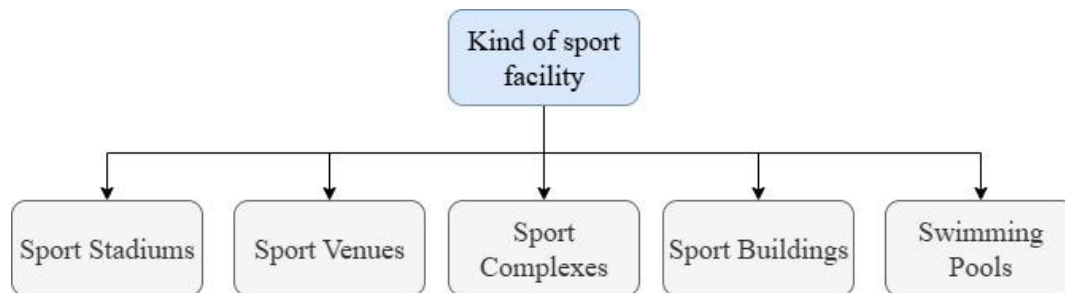 Kind of sport
facility
Sport Stadiums
Sport Venues
Sport
Complexes
Sport Buildings
Swimming
Pools